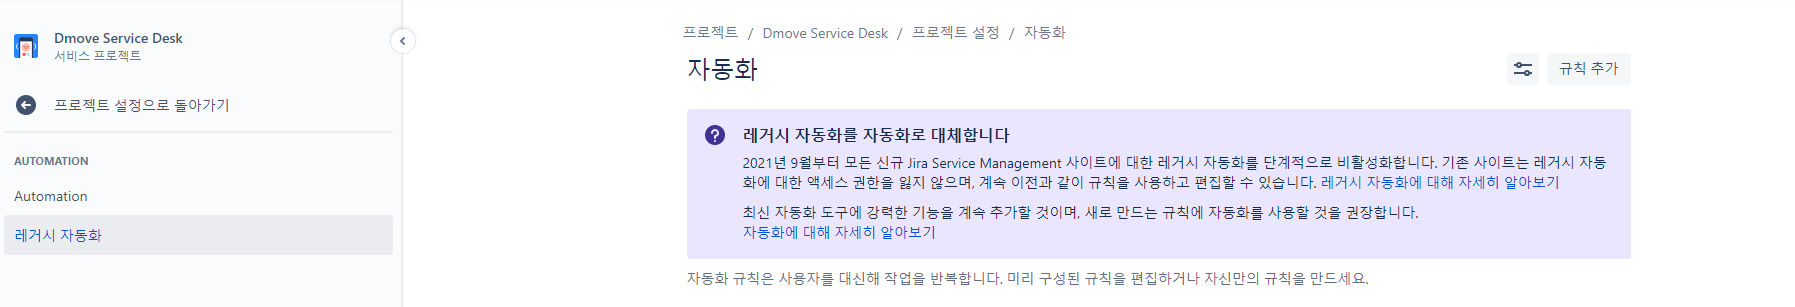 Dmove Service Desk
서비스 프로젝트
프로젝트 설정으로 돌아가기
AUTOMATION
Automation
레거시 자동화
프로젝트 / Dmove Service Desk / 프로젝트 설정 / 자동화
자동화
규칙 추가
레거시 자동화를 자동화로 대체합니다
2021년 9월부터 모든 신규 Jira Service Management 사이트에 대한 레거시 자동화를 단계적으로 비활성화합니다. 기존 사이트는 레거시 자동
화에 대한 액세스 권한을 잃지 않으며, 계속 이전과 같이 규칙을 사용하고 편집할 수 있습니다. 레거시 자동화에 대해 자세히 알아보기
최신 자동화 도구에 강력한 기능을 계속 추가할 것이며, 새로 만드는 규칙에 자동화를 사용할 것을 권장합니다.
자동화에 대해 자세히 알아보기
자동화 규칙은 사용자를 대신해 작업을 반복합니다. 미리 구성된 규칙을 편집하거나 자신만의 규칙을 만드세요.